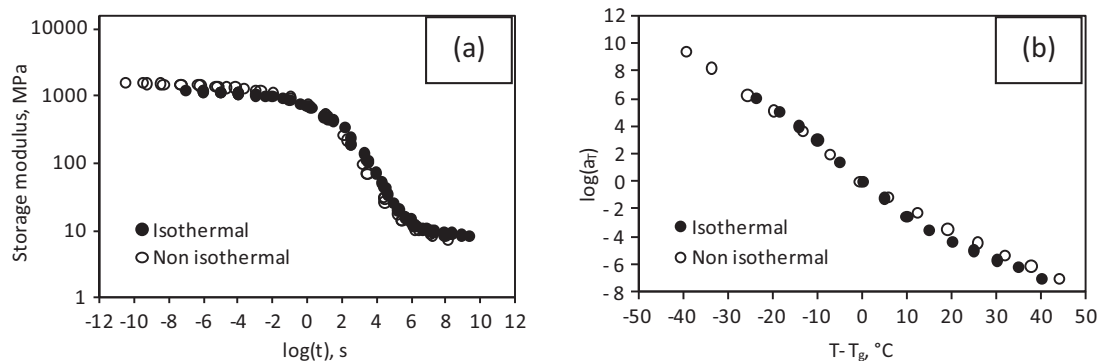 (a)
Storage modulus, MPa
10000
1000
100
10
1
Isothermal
Non isothermal
-12 -10 -8 -6 -4 -2 0 2 4 6 8 10 12
log(t), s
(b)
log(aT)
12
10
8
6
4
2
0
-2
-4
-6
-8
Isothermal
Non isothermal
-50 -40 -30 -20 -10 0 10 20 30 40 50
T- Tg, °C